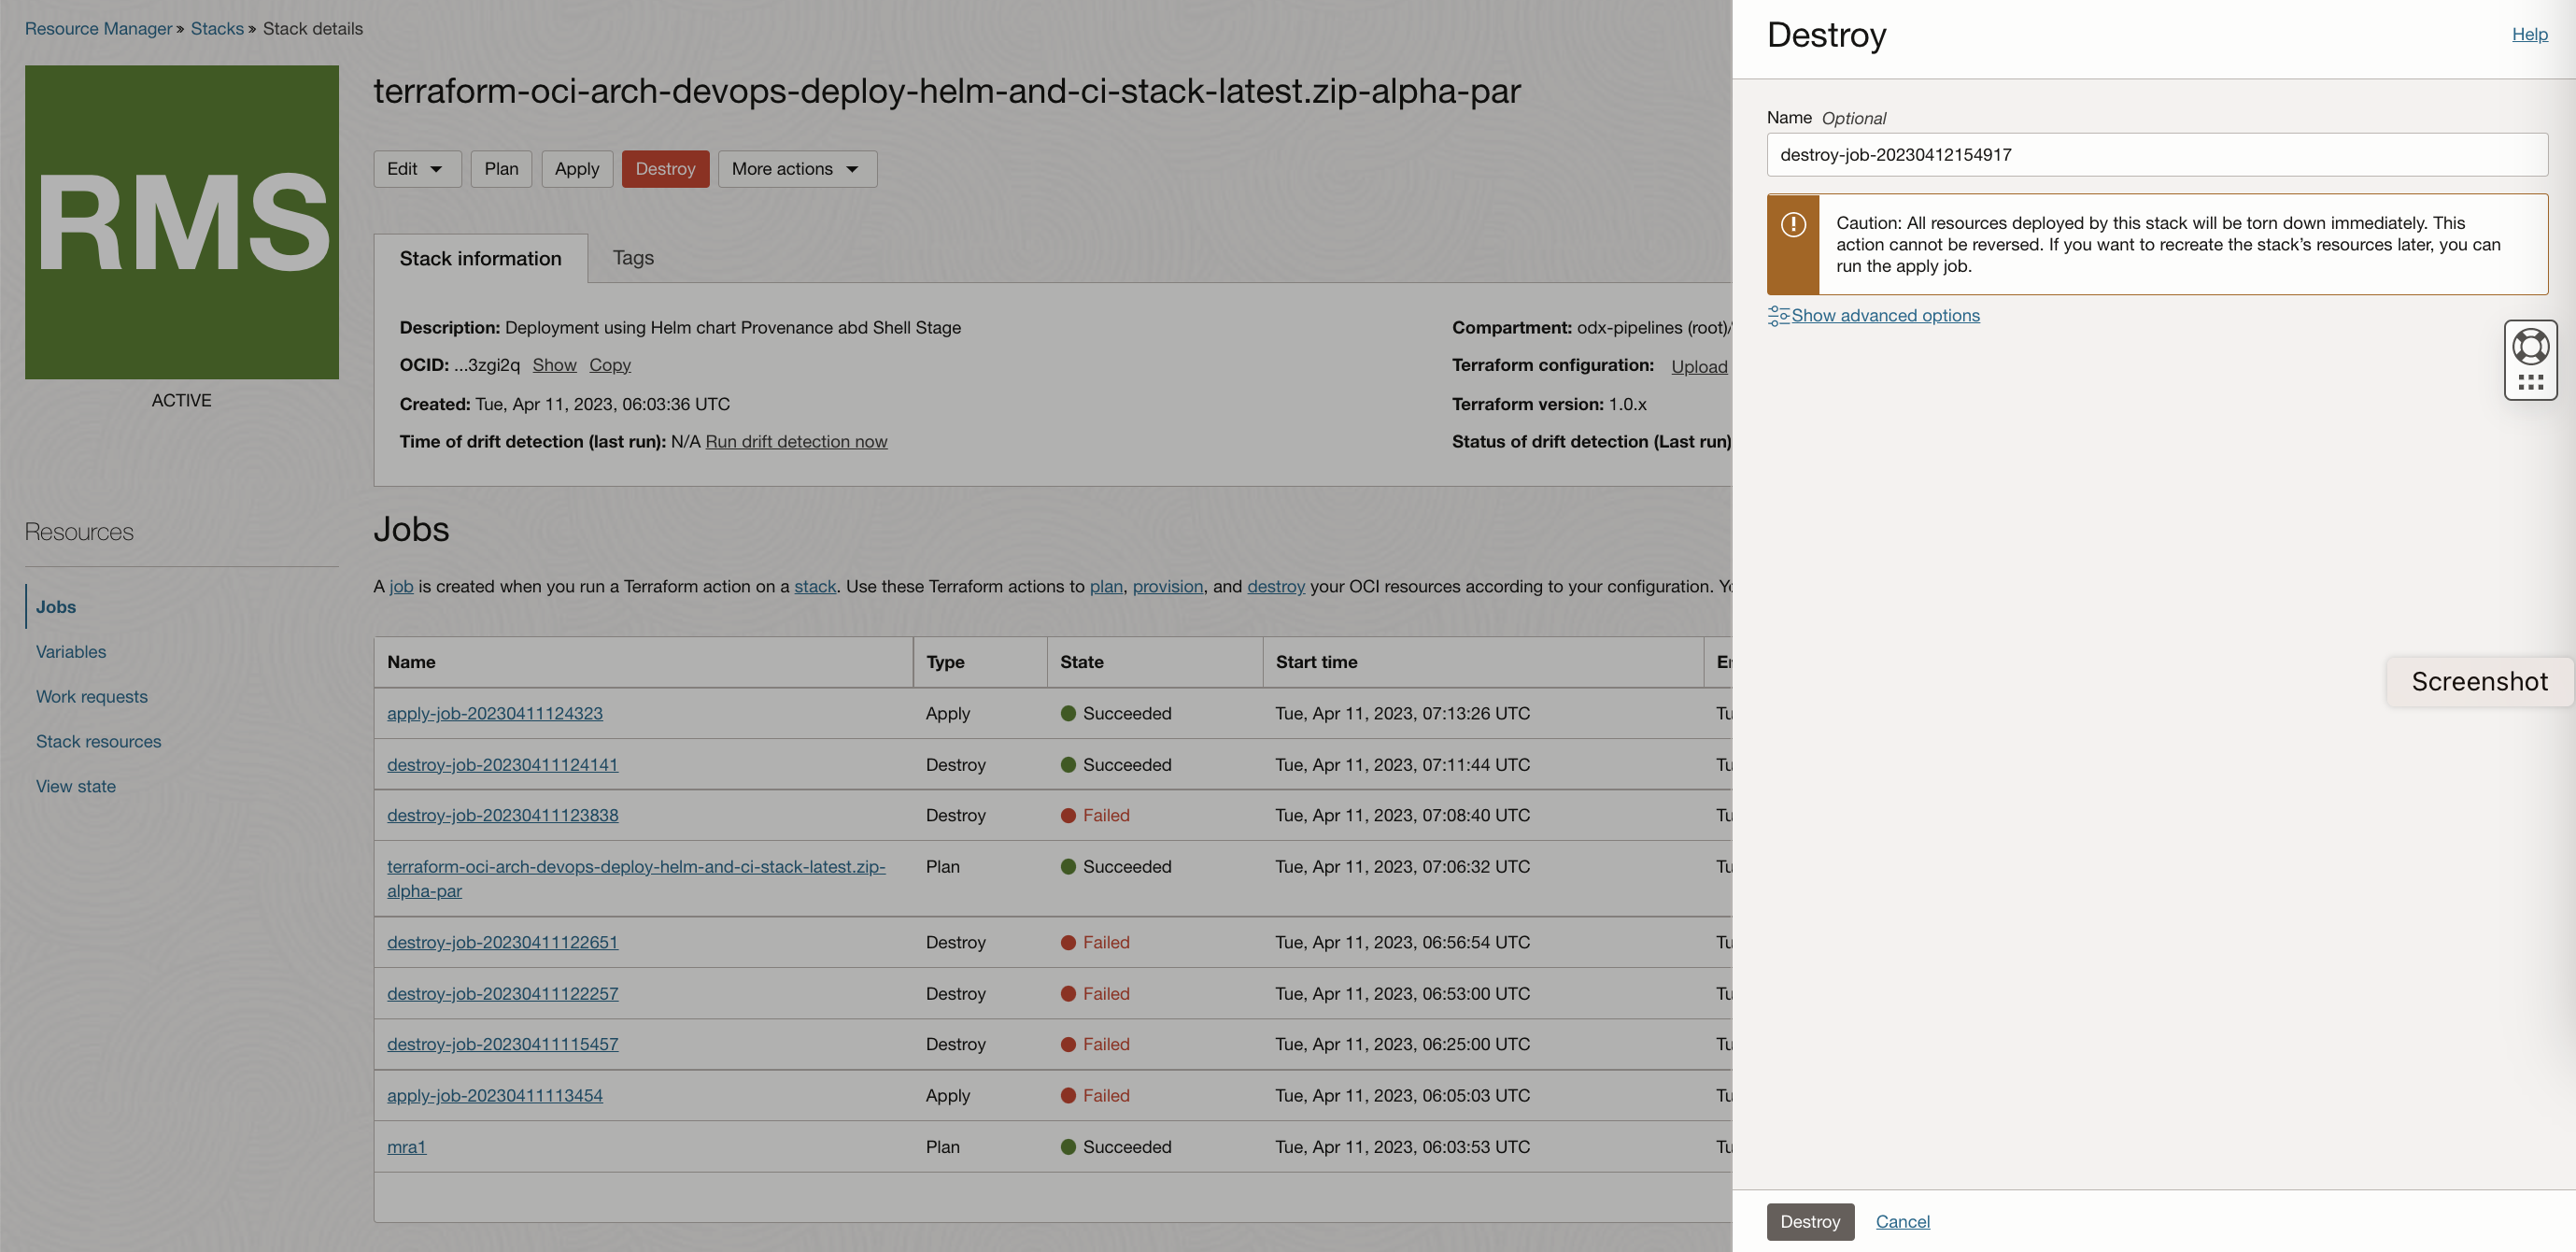 Resource Manager » Stacks » Stack details
RMS
ACTIVE
terraform-oci-arch-devops-deploy-helm-and-ci-stack-latest.zip-alpha-par
Edit Plan Apply Destroy More actions
Stack information Tags
Description: Deployment using Helm chart Provenance abd Shell Stage
OCID: ...3zgi2q Show Copy
Created: Tue, Apr 11, 2023, 06:03:36 UTC
Time of drift detection (last run): N/A Run drift detection now
Compartment: odx-pipelines (root)/
Terraform configuration: Upload
Terraform version: 1.0.x
Status of drift detection (Last run)
Resources
Jobs
Variables
Work requests
Stack resources
View state
Jobs
A job is created when you run a Terraform action on a stack. Use these Terraform actions to plan, provision, and destroy your OCI resources according to your configuration.
Name Type State Start time
apply-job-20230411124323 Apply Succeeded Tue, Apr 11, 2023, 07:13:26 UTC Tu
destroy-job-20230411124141 Destroy Succeeded Tue, Apr 11, 2023, 07:11:44 UTC Tu
destroy-job-20230411123838 Destroy Failed Tue, Apr 11, 2023, 07:08:40 UTC Tu
terraform-oci-arch-devops-deploy-helm-and-ci-stack-latest.zip- Plan Succeeded Tue, Apr 11, 2023, 07:06:32 UTC Tu
alpha-par
destroy-job-20230411122651 Destroy Failed Tue, Apr 11, 2023, 06:56:54 UTC Tu
destroy-job-20230411122257 Destroy Failed Tue, Apr 11, 2023, 06:53:00 UTC Tu
destroy-job-20230411115457 Destroy Failed Tue, Apr 11, 2023, 06:25:00 UTC Tu
apply-job-20230411113454 Apply Failed Tue, Apr 11, 2023, 06:05:03 UTC Tu
mra1 Plan Succeeded Tue, Apr 11, 2023, 06:03:53 UTC Tu
Destroy Help
Name Optional
destroy-job-20230412154917
Caution: All resources deployed by this stack will be torn down immediately. This
action cannot be reversed. If you want to recreate the stack's resources later, you can
run the apply job.
Show advanced options
Screenshot
Destroy Cancel